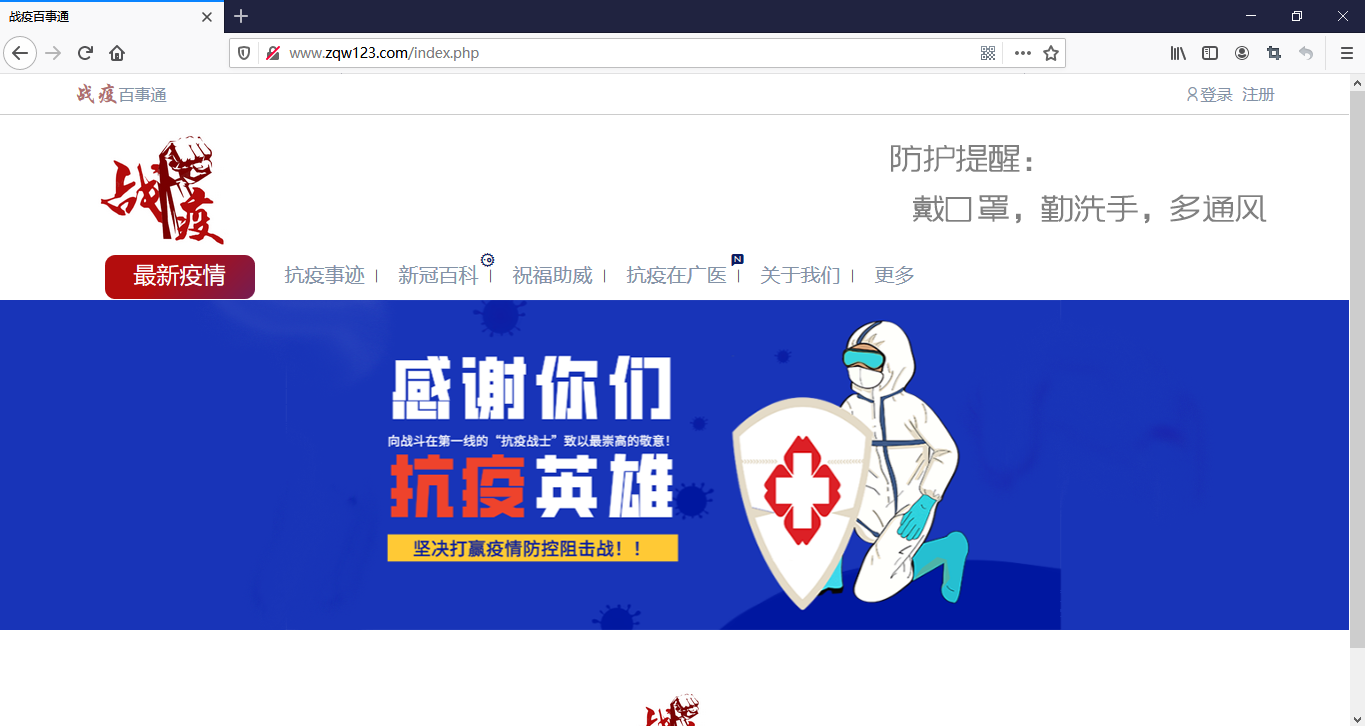 战疫百事通
www.zqw123.com/index.php
战疫百事通
登录 注册
战疫
防护提醒：
戴口罩，勤洗手，多通风
最新疫情 抗疫事迹 新冠百科 祝福助威 抗疫在广医 N 关于我们 更多
感谢你们
向战斗在第一线的“抗疫战士”致以最崇高的敬意！
抗疫英雄
坚决打赢疫情防控阻击战！！